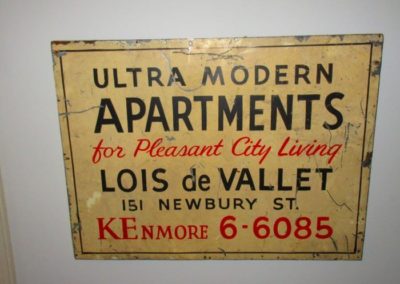 ULTRA MODERN
APARTMENTS
for Pleasant City Living
LOIS de VALLET
151 NEWBURY ST.
KENMORE 6-6085